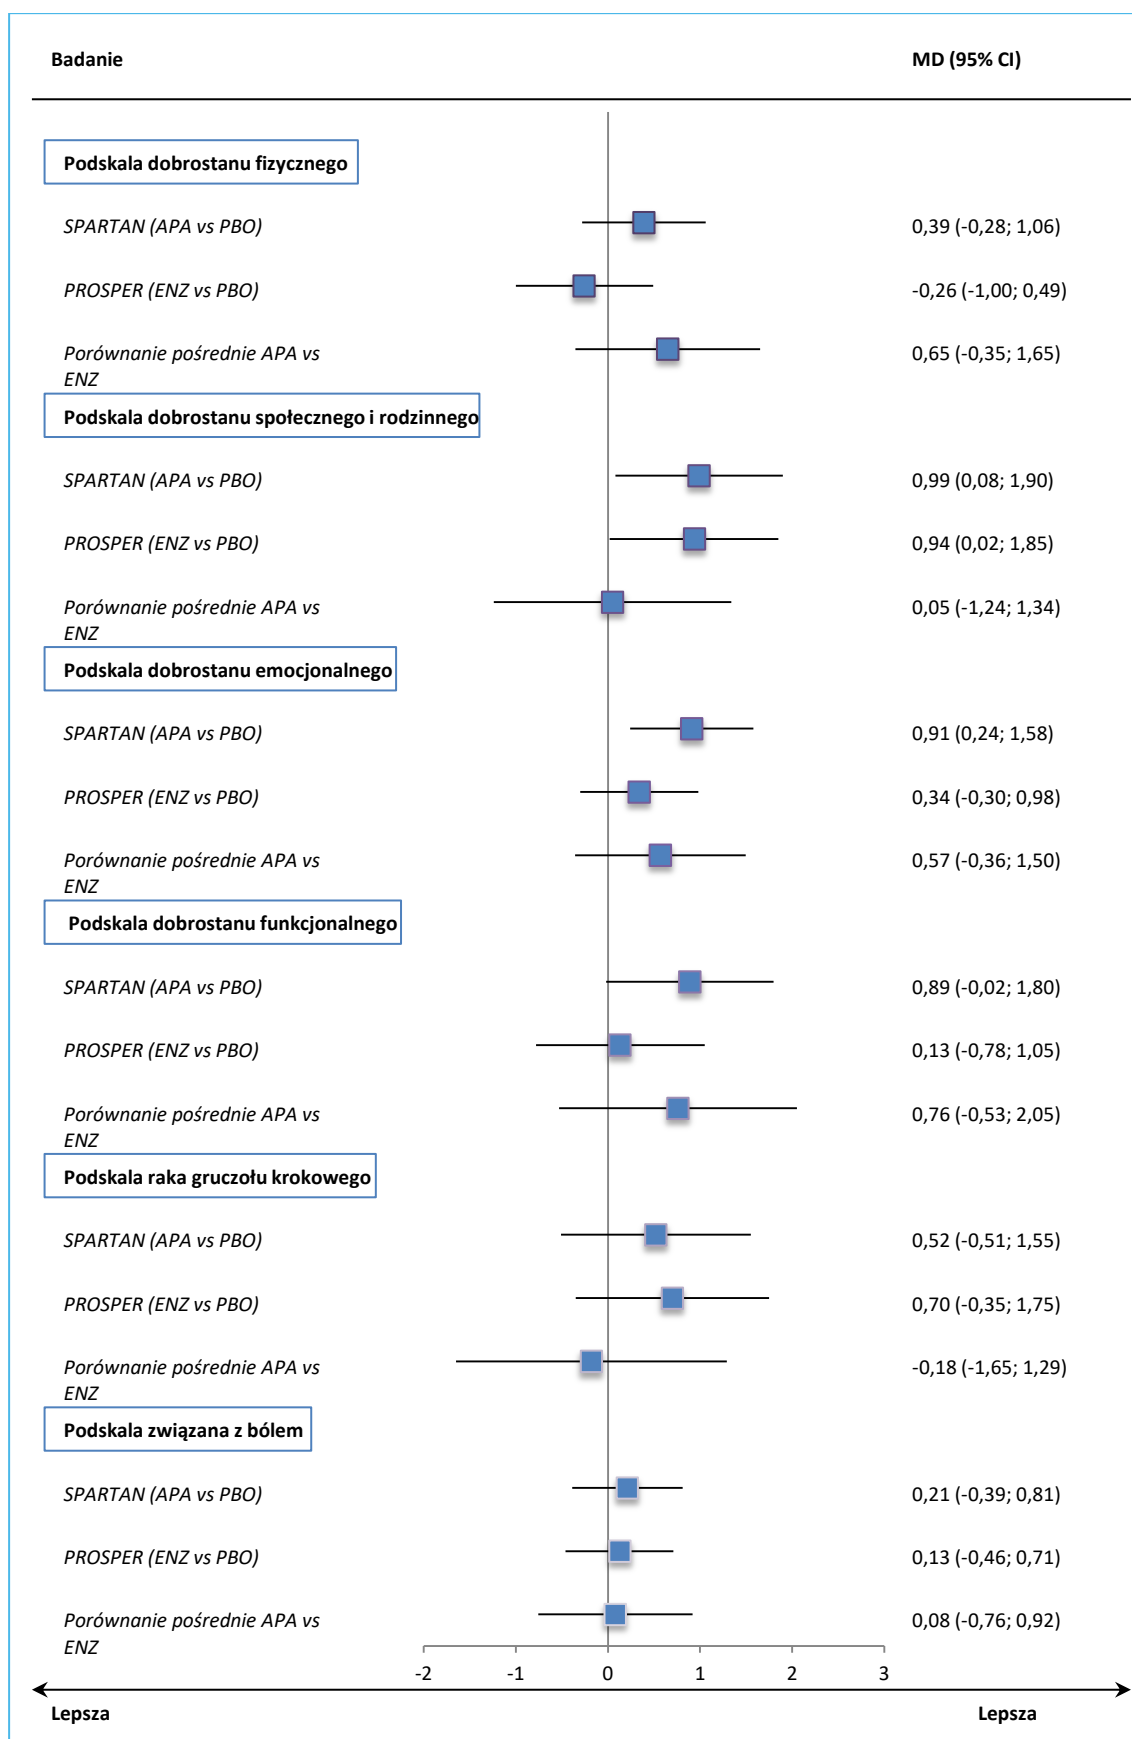 Badanie MD (95% CI)
Podskala dobrostanu fizycznego
SPARTAN (APA vs PBO) 0,39 (-0,28; 1,06)
PROSPER (ENZ vs PBO) -0,26 (-1,00; 0,49)
Porównanie pośrednie APA vs 0,65 (-0,35; 1,65)
ENZ
Podskala dobrostanu społecznego i rodzinnego
SPARTAN (APA vs PBO) 0,99 (0,08; 1,90)
PROSPER (ENZ vs PBO) 0,94 (0,02; 1,85)
Porównanie pośrednie APA vs 0,05 (-1,24; 1,34)
ENZ
Podskala dobrostanu emocjonalnego
SPARTAN (APA vs PBO) 0,91 (0,24; 1,58)
PROSPER (ENZ vs PBO) 0,34 (-0,30; 0,98)
Porównanie pośrednie APA vs 0,57 (-0,36; 1,50)
ENZ
Podskala dobrostanu funkcjonalnego
SPARTAN (APA vs PBO) 0,89 (-0,02; 1,80)
PROSPER (ENZ vs PBO) 0,13 (-0,78; 1,05)
Porównanie pośrednie APA vs 0,76 (-0,53; 2,05)
ENZ
Podskala raka gruczołu krokowego
SPARTAN (APA vs PBO) 0,52 (-0,51; 1,55)
PROSPER (ENZ vs PBO) 0,70 (-0,35; 1,75)
Porównanie pośrednie APA vs -0,18 (-1,65; 1,29)
ENZ
Podskala związana z bólem
SPARTAN (APA vs PBO) 0,21 (-0,39; 0,81)
PROSPER (ENZ vs PBO) 0,13 (-0,46; 0,71)
Porównanie pośrednie APA vs 0,08 (-0,76; 0,92)
ENZ
-2 -1 0 1 2 3
Lepsza Lepsza